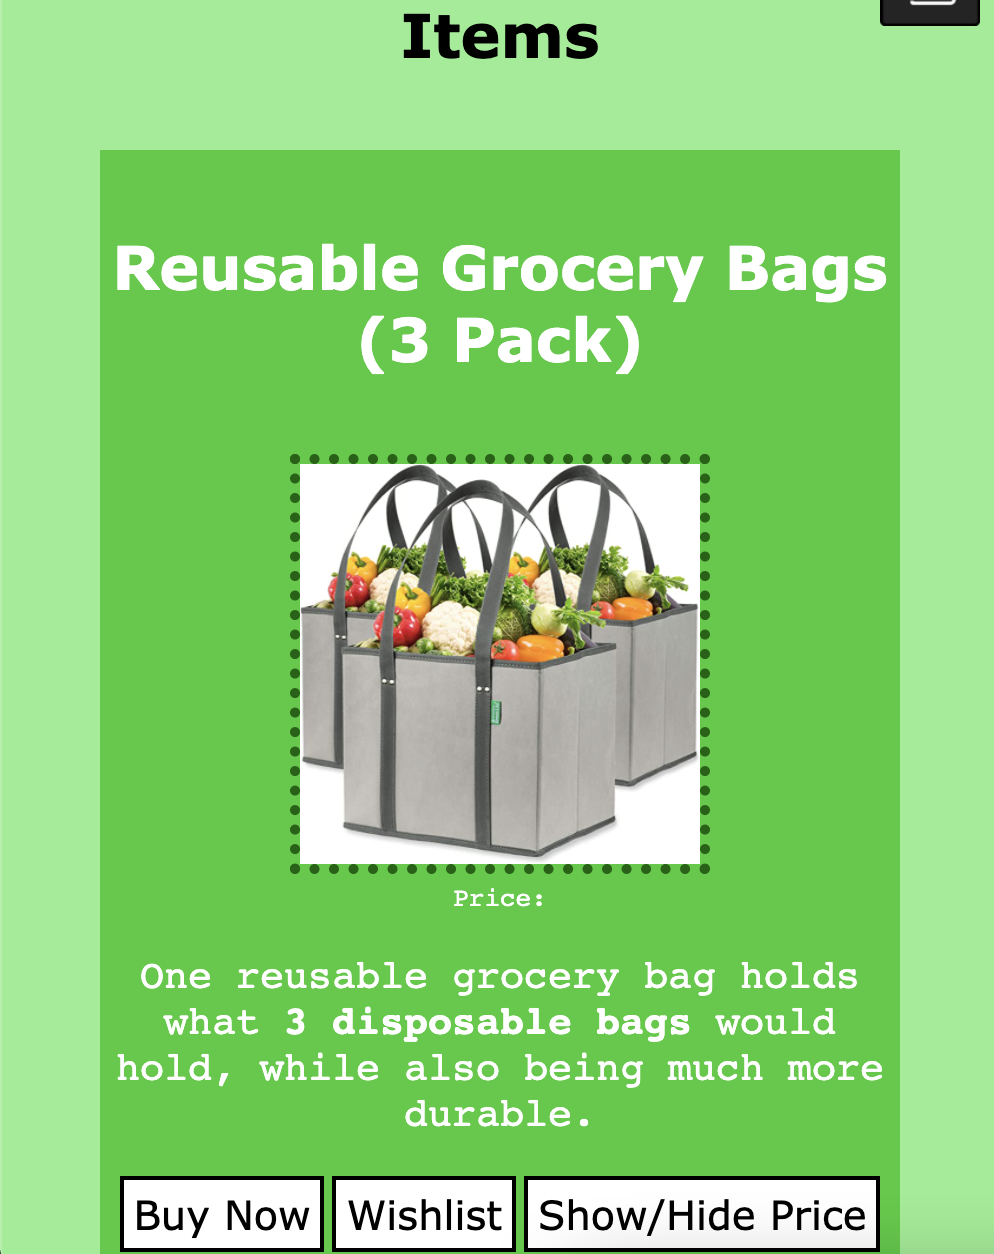 Items
Reusable Grocery Bags
(3 Pack)
Price:
One reusable grocery bag holds
what 3 disposable bags would
hold, while also being much more
durable.
Buy Now
Wishlist
Show/Hide Price